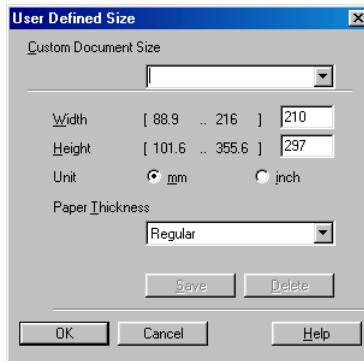 User Defined Size
Custom Document Size
Width [ 88.9 .. 216 ] 210
Height [ 101.6 .. 355.6 ] 297
Unit mm inch
Paper Thickness
Regular
Save Delete
OK Cancel Help